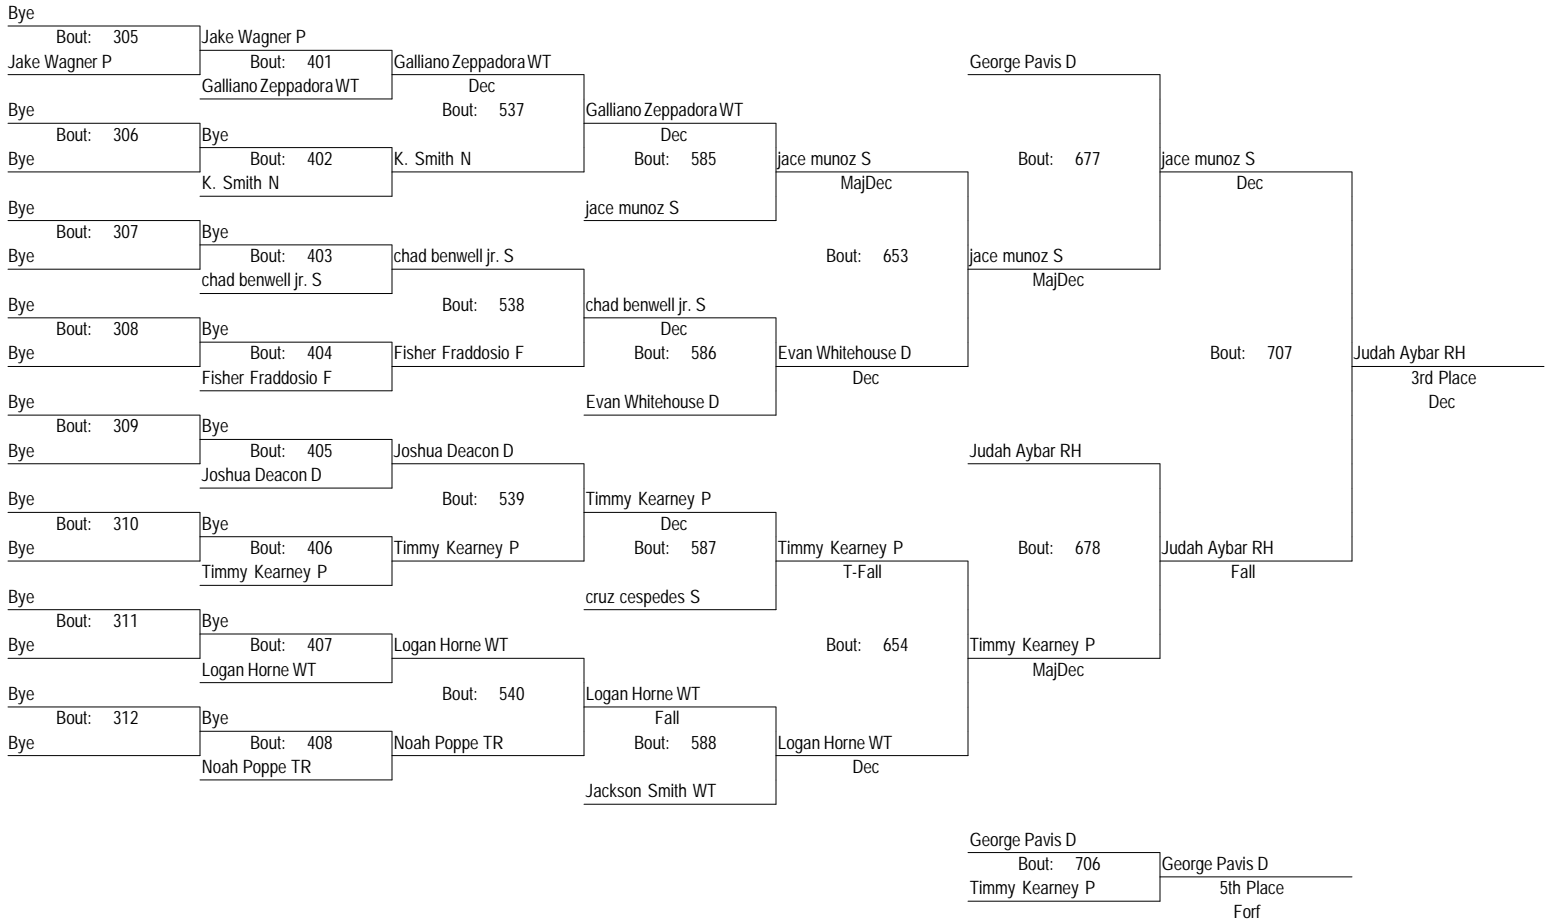 Bye
Bout: 305 Jake Wagner P
Jake Wagner P Bout: 401 Galliano Zeppadora WT George Pavis D
Galliano Zeppadora WT Dec
Bye Bout: 537 Galliano Zeppadora WT
Bout: 306 Bye Dec
Bye Bout: 402 K. Smith N Bout: 585 jace munoz S Bout: 677 jace munoz S
K. Smith N MajDec Dec
Bye jace munoz S
Bout: 307 Bye
Bye Bout: 403 chad benwell jr. S Bout: 653 jace munoz S
chad benwell jr. S MajDec
Bye Bout: 538 chad benwell jr. S
Bout: 308 Bye Dec
Bye Bout: 404 Fisher Fraddosio F Bout: 586 Evan Whitehouse D Bout: 707 Judah Aybar RH
Fisher Fraddosio F Dec 3rd Place
Bye Evan Whitehouse D Dec
Bout: 309 Bye
Bye Bout: 405 Joshua Deacon D Judah Aybar RH
Joshua Deacon D
Bye Bout: 539 Timmy Kearney P
Bout: 310 Bye Dec
Bye Bout: 406 Timmy Kearney P Bout: 587 Timmy Kearney P Bout: 678 Judah Aybar RH
Timmy Kearney P T-Fall Fall
Bye cruz cespedes S
Bout: 311 Bye
Bye Bout: 407 Logan Horne WT Bout: 654 Timmy Kearney P
Logan Horne WT MajDec
Bye Bout: 540 Logan Horne WT
Bout: 312 Bye Fall
Bye Bout: 408 Noah Poppe TR Bout: 588 Logan Horne WT
Noah Poppe TR Dec
Jackson Smith WT
George Pavis D
Bout: 706 George Pavis D
Timmy Kearney P 5th Place
Forf